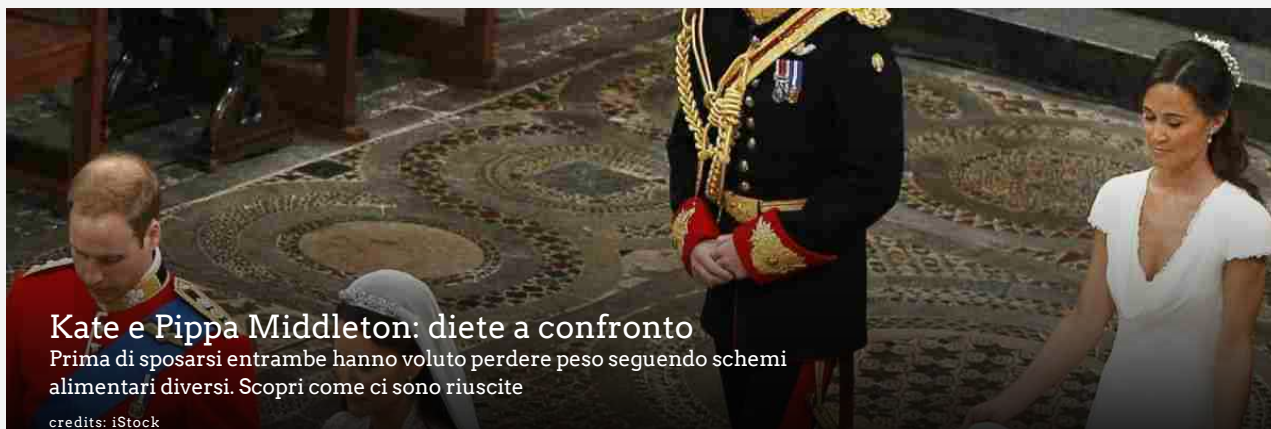 Kate e Pippa Middleton: diete a confronto
Prima di sposarsi entrambe hanno voluto perdere peso seguendo schemi
alimentari diversi. Scopri come ci sono riuscite
credits: iStock